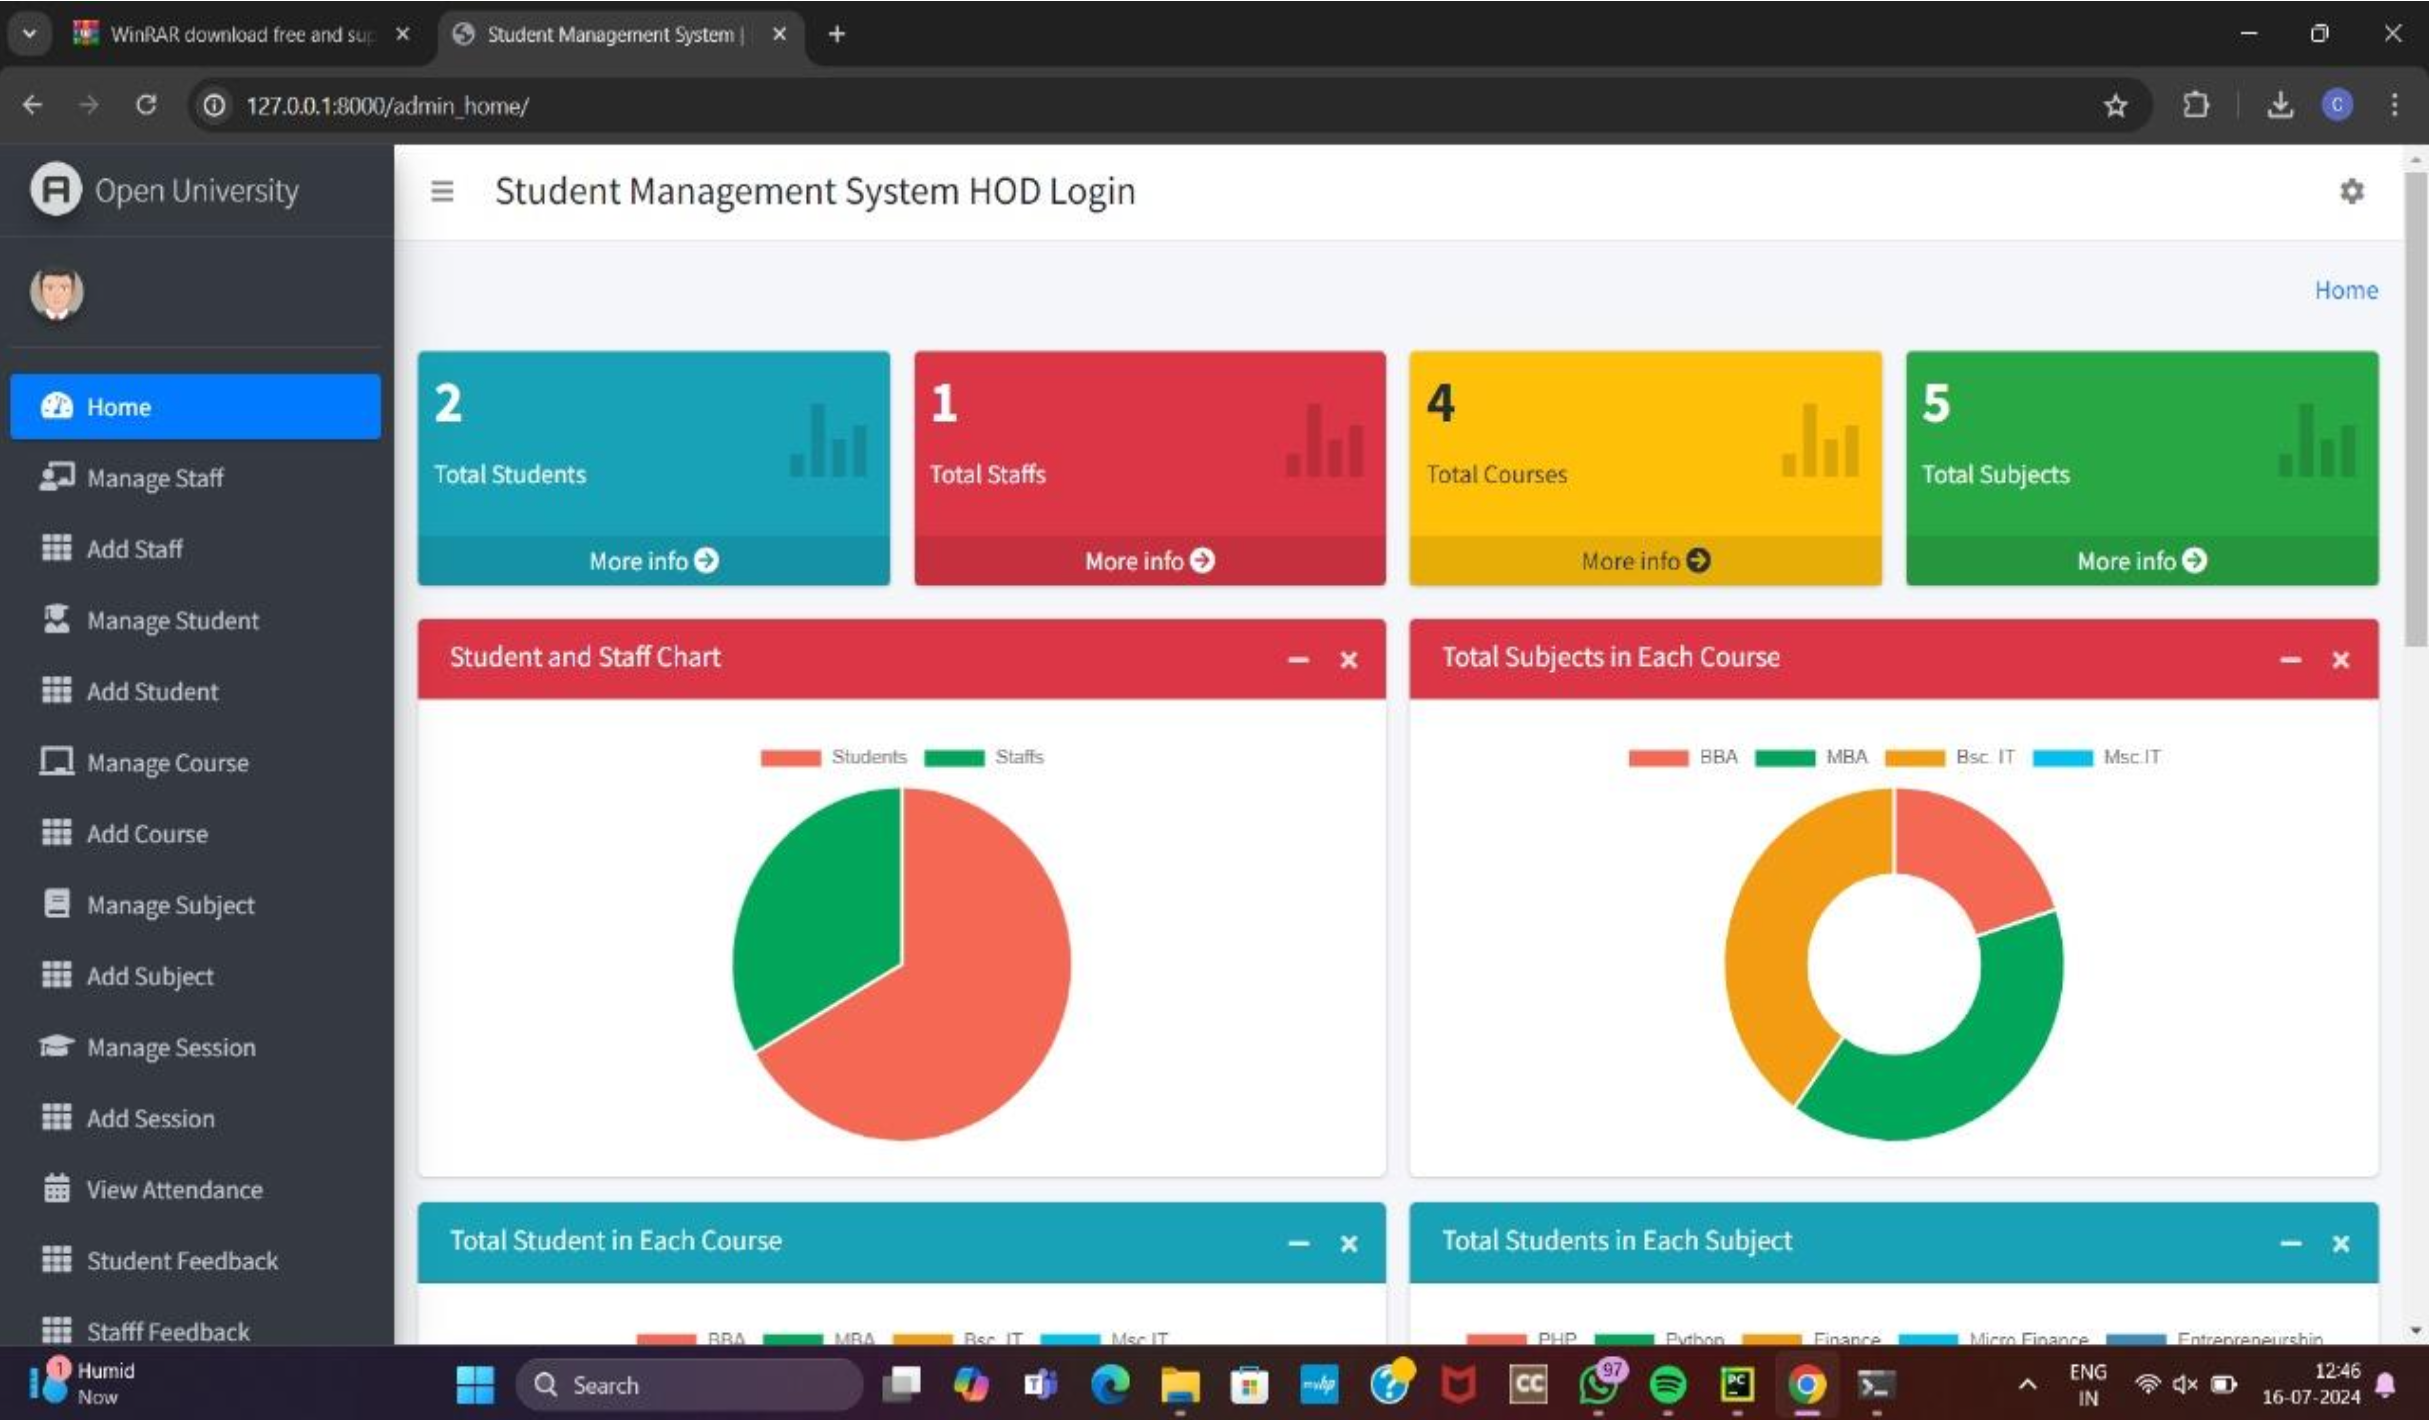 WinRAR download free and sup
Student Management System |
127.0.0.1:8000/admin_home/
Open University
Student Management System HOD Login
Home
Home
Manage Staff
Add Staff
Manage Student
Add Student
Manage Course
Add Course
Manage Subject
Add Subject
Manage Session
Add Session
View Attendance
Student Feedback
Stafff Feedback
2
Total Students
More info
1
Total Staffs
More info
4
Total Courses
More info
5
Total Subjects
More info
Student and Staff Chart
Students Staffs
Total Subjects in Each Course
BBA MBA Bsc. IT Msc.IT
Total Student in Each Course
BBA MBA Bsc. IT Msc.IT
Total Students in Each Subject
PHP Python Finance Micro Finance Entrepreneurship
1
Humid
Now
Search
myhp
CC
97
PC
ENG
IN
12:46
16-07-2024
C